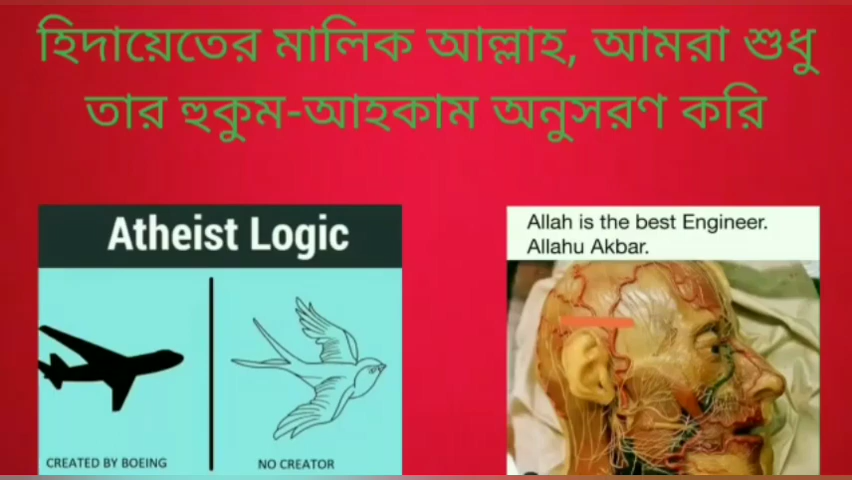 হিদায়েতের মালিক আল্লাহ, আমরা শুধু
তার হুকুম-আহকাম অনুসরণ করি
Atheist Logic
CREATED BY BOEING
NO CREATOR
Allah is the best Engineer.
Allahu Akbar.